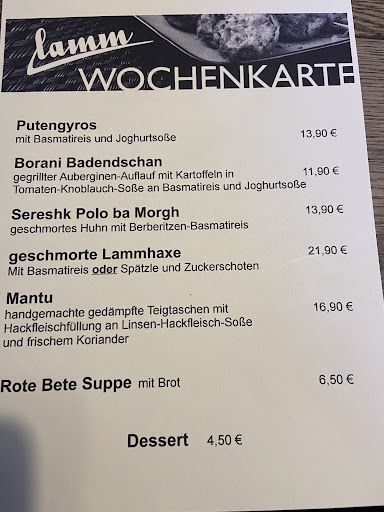 lamm
WOCHENKARTE
Putengyros
mit Basmatireis und Joghurtsoße 13,90 €
Borani Badendschan
gegrillter Auberginen-Auflauf mit Kartoffeln in 11,90 €
Tomaten-Knoblauch-Soße an Basmatireis und Joghurtsoße
Sereshk Polo ba Morgh 13,90 €
geschmortes Huhn mit Berberitzen-Basmatireis
geschmorte Lammhaxe 21,90 €
Mit Basmatireis oder Spätzle und Zuckerschoten
Mantu
handgemachte gedämpfte Teigtaschen mit 16,90 €
Hackfleischfüllung an Linsen-Hackfleisch-Soße
und frischem Koriander
Rote Bete Suppe mit Brot 6,50 €
Dessert 4,50 €